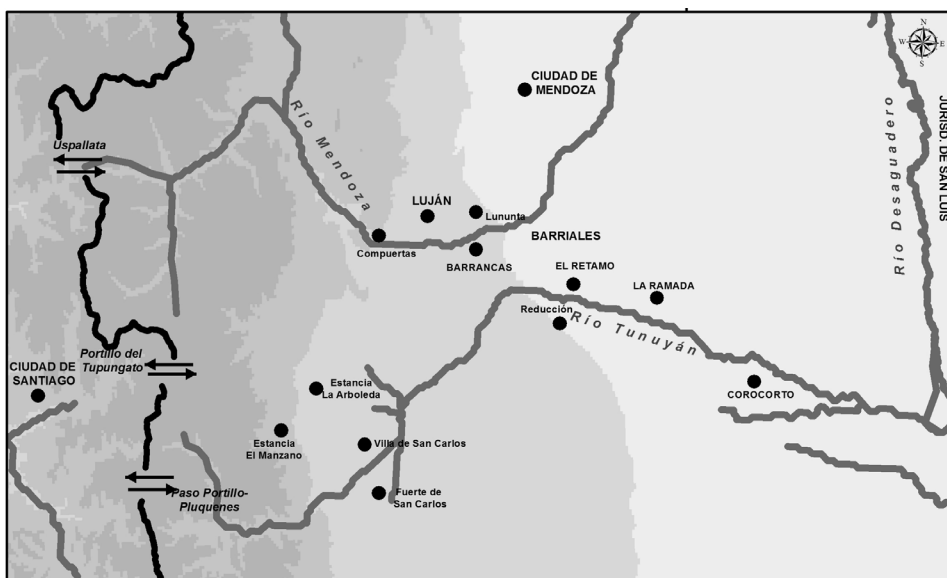 N
W
E
S
CIUDAD DE
MENDOZA
JURISD. DE SAN LUIS
Río Desaguadero
Río Mendoza
Uspallata
LUJÁN
Lununta
Compuertas
BARRIALES
BARRANCAS
EL RETAMO
LA RAMADA
Reducción
Río Tunuyán
Portillo del
Tupungato
CIUDAD DE
SANTIAGO
Estancia
La Arboleda
COROCORTO
Estancia
El Manzano
Villa de San Carlos
Fuerte de
San Carlos
Paso Portillo-
Pluquenes